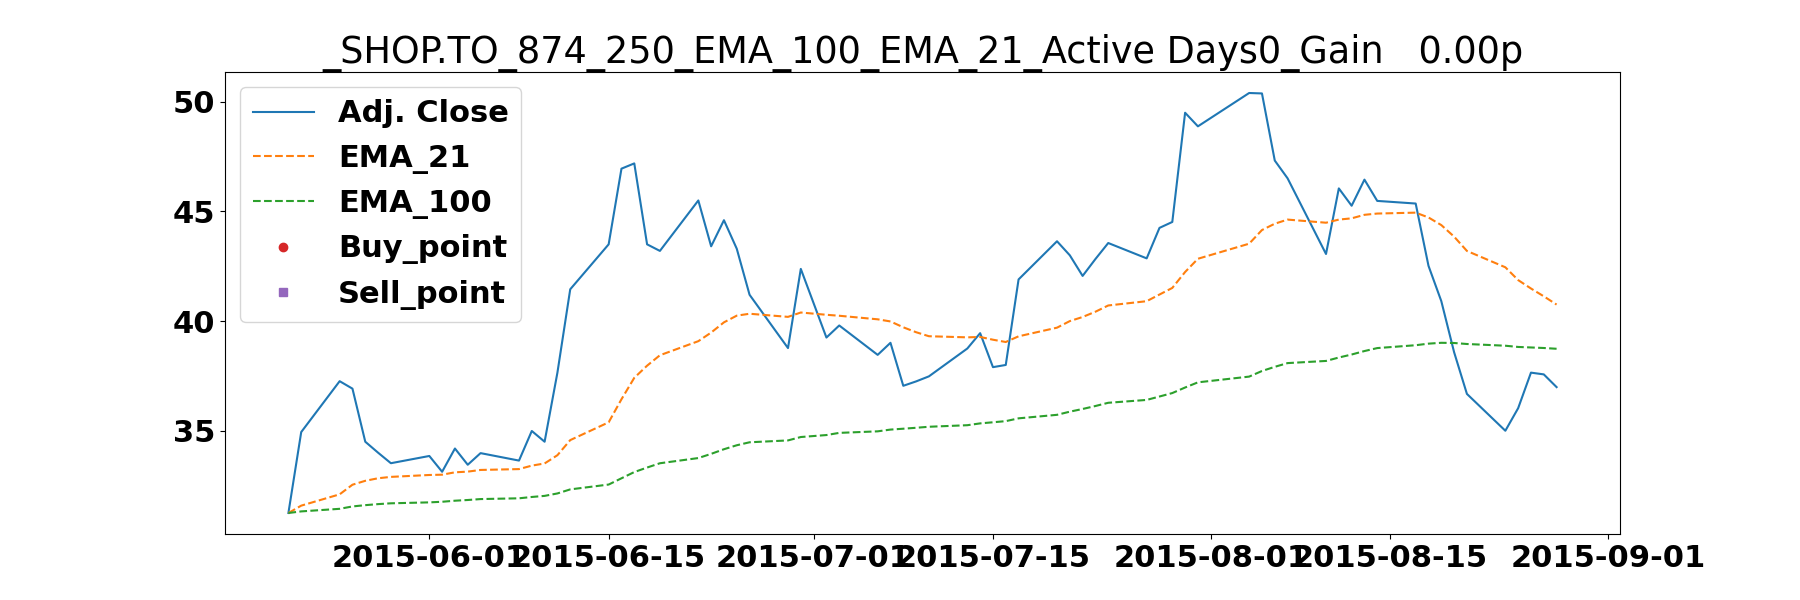 _SHOP.TO_874_250_EMA_100_EMA_21_Active Days0_Gain   0.00p
50
45
40
35
Adj. Close
EMA_21
EMA_100
Buy_point
Sell_point
2015-06-01 2015-06-15 2015-07-01 2015-07-15 2015-08-01 2015-08-15 2015-09-01